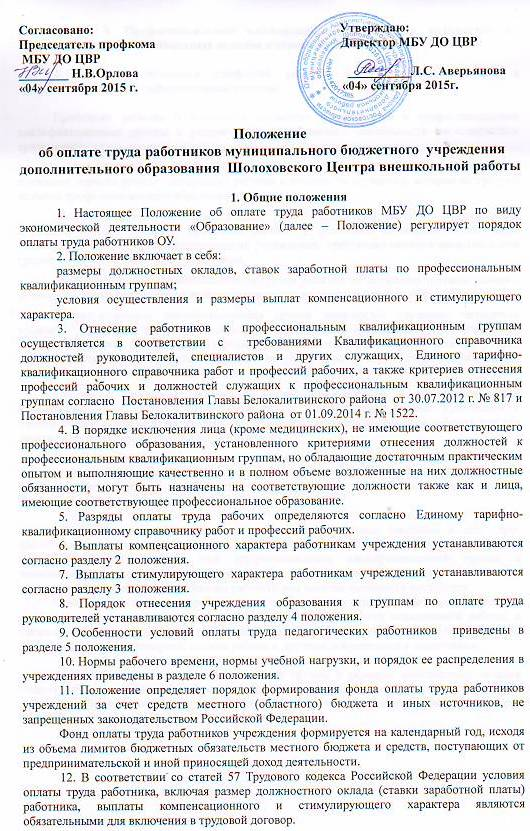 Согласовано: Утверждаю:
Председатель профкома Директор МБУ ДО ЦВР
МБУ ДО ЦВР
Н.В.Орлова Л.С. Аверьянова
«04» сентября 2015 г. «04» сентября 2015г.
Положение
об оплате труда работников муниципального бюджетного учреждения
дополнительного образования Шолоховского Центра внешкольной работы
1. Общие положения
1. Настоящее Положение об оплате труда работников МБУ ДО ЦВР по виду
экономической деятельности «Образование» (далее – Положение) регулирует порядок
оплаты труда работников ОУ.
2. Положение включает в себя:
размеры должностных окладов, ставок заработной платы по профессиональным
квалификационным группам;
условия осуществления и размеры выплат компенсационного и стимулирующего
характера.
3. Отнесение работников к профессиональным квалификационным группам
осуществляется в соответствии с требованиями Квалификационного справочника
должностей руководителей, специалистов и других служащих, Единого тарифно-
квалификационного справочника работ и профессий рабочих, а также критериев отнесения
профессий рабочих и должностей служащих к профессиональным квалификационным
группам согласно Постановления Главы Белокалитвинского района от 30.07.2012 г. № 817 и
Постановления Главы Белокалитвинского района от 01.09.2014 г. № 1522.
4. В порядке исключения лица (кроме медицинских), не имеющие соответствующего
профессионального образования, установленного критериями отнесения должностей к
профессиональным квалификационным группам, но обладающие достаточным практическим
опытом и выполняющие качественно и в полном объеме возложенные на них должностные
обязанности, могут быть назначены на соответствующие должности также как и лица,
имеющие соответствующее профессиональное образование.
5. Разряды оплаты труда рабочих определяются согласно Единому тарифно-
квалификационному справочнику работ и профессий рабочих.
6. Выплаты компенсационного характера работникам учреждения устанавливаются
согласно разделу 2 положения.
7. Выплаты стимулирующего характера работникам учреждений устанавливаются
согласно разделу 3 положения.
8. Порядок отнесения учреждения образования к группам по оплате труда
руководителей устанавливаются согласно разделу 4 положения.
9. Особенности условий оплаты труда педагогических работников приведены в
разделе 5 положения.
10. Нормы рабочего времени, нормы учебной нагрузки, и порядок ее распределения в
учреждениях приведены в разделе 6 положения.
11. Положение определяет порядок формирования фонда оплаты труда работников
учреждений за счет средств местного (областного) бюджета и иных источников, не
запрещенных законодательством Российской Федерации.
Фонд оплаты труда работников учреждения формируется на календарный год, исходя
из объема лимитов бюджетных обязательств местного бюджета и средств, поступающих от
предпринимательской и иной приносящей доход деятельности.
12. В соответствии со статей 57 Трудового кодекса Российской Федерации условия
оплаты труда работника, включая размер должностного оклада (ставки заработной платы)
работника, выплаты компенсационного и стимулирующего характера являются
обязательными для включения в трудовой договор.